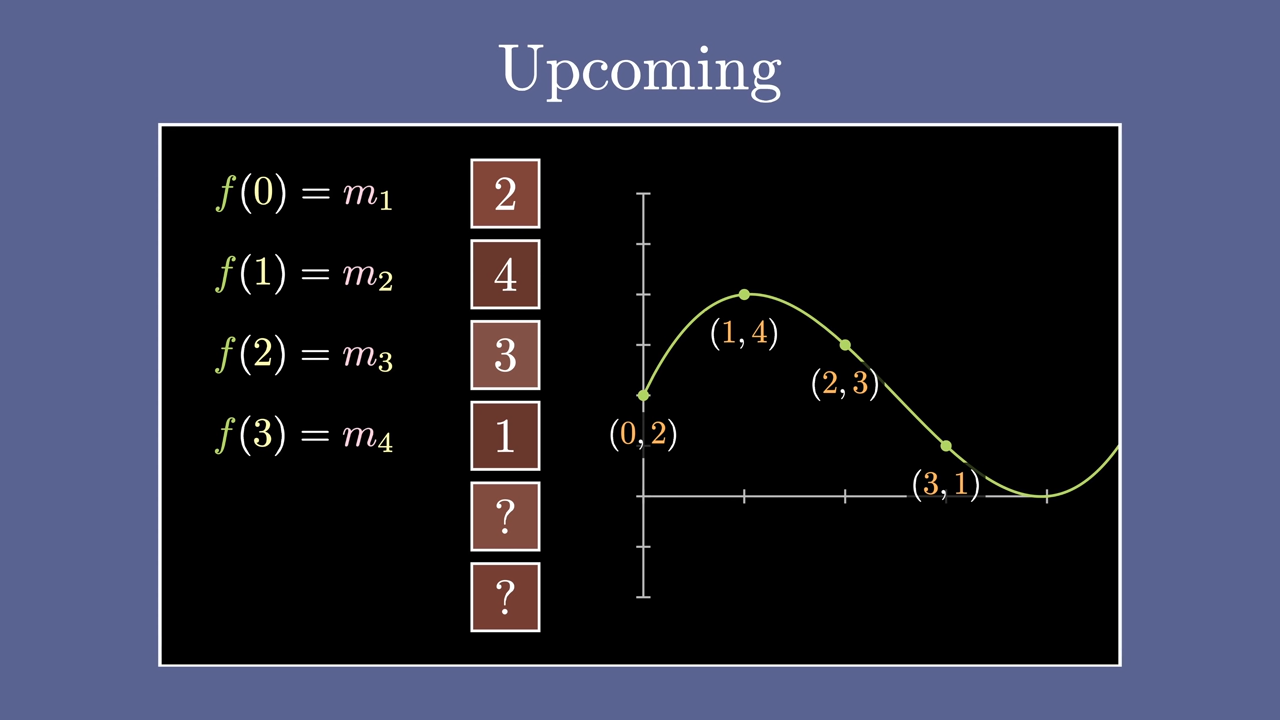 Upcoming
f(0) = m₁
2
f(1) = m₂
4
f(2) = m₃
3
f(3) = m₄
1
?
?
(1, 4)
(2, 3)
(0, 2)
(3, 1)